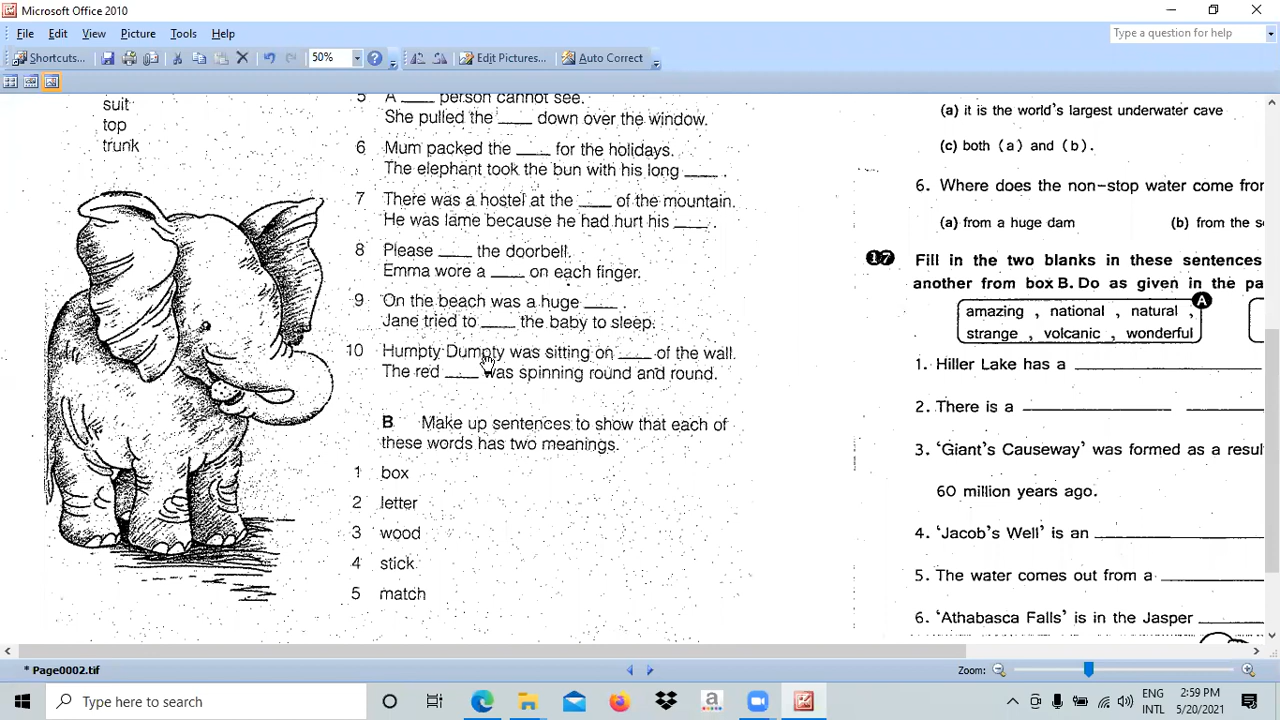 Microsoft Office 2010
File Edit View Picture Tools Help
Type a question for help
Shortcuts... 50% Edit Pictures... Auto Correct
suit
top
trunk
5 A ____ person cannot see.
She pulled the ____ down over the window.
6 Mum packed the ____ for the holidays.
The elephant took the bun with his long ____ .
7 There was a hostel at the ____ of the mountain.
He was lame because he had hurt his ____ .
8 Please ____ the doorbell.
Emma wore a ____ on each finger.
9 On the beach was a huge ____ .
Jane tried to ____ the baby to sleep.
10 Humpty Dumpty was sitting on ____ of the wall.
The red ____ was spinning round and round.
B Make up sentences to show that each of
these words has two meanings.
1 box
2 letter
3 wood
4 stick
5 match
(a) it is the world's largest underwater cave
(c) both (a) and (b).
6. Where does the non-stop water come from
(a) from a huge dam (b) from the se
17 Fill in the two blanks in these sentences
another from box B. Do as given in the pa
A
amazing , national , natural ,
strange , volcanic , wonderful
1. Hiller Lake has a ____
2. There is a ____ ____
3. 'Giant's Causeway' was formed as a resul
60 million years ago.
4. 'Jacob's Well' is an ____
5. The water comes out from a ____
6. 'Athabasca Falls' is in the Jasper ____
* Page0002.tif
Zoom:
Type here to search
a
ENG
INTL
2:59 PM
5/20/2021